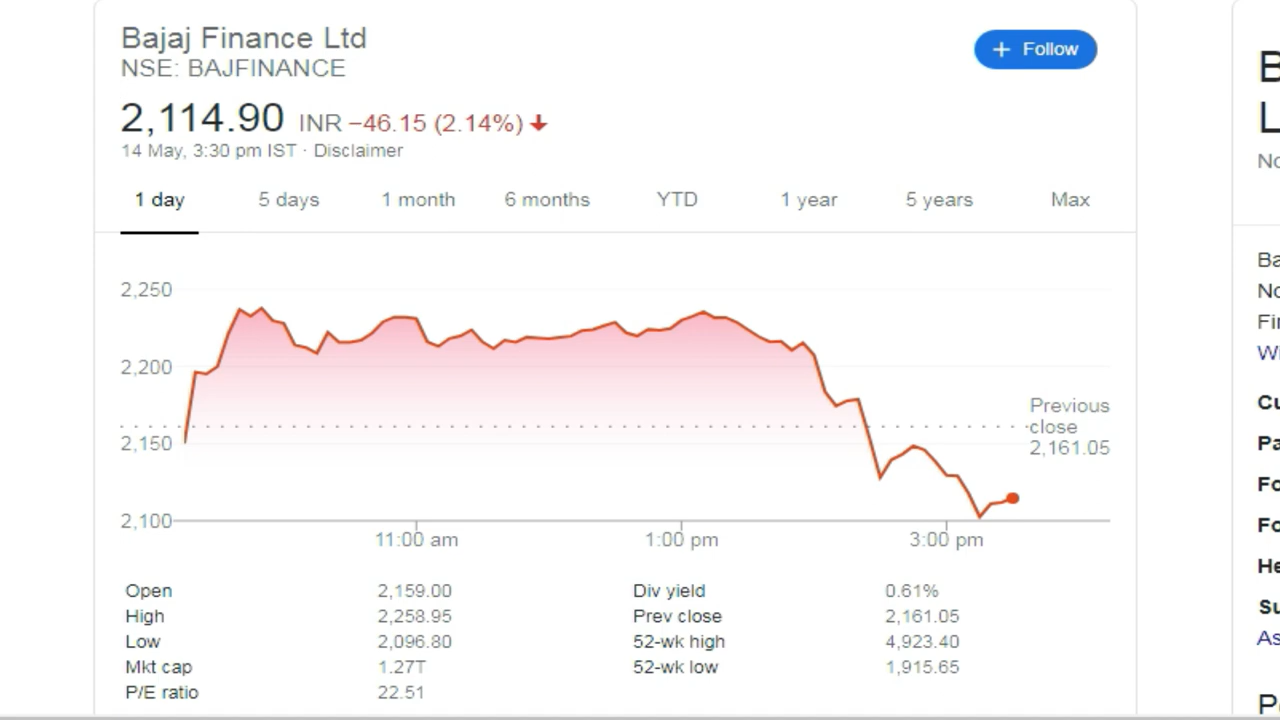 Bajaj Finance Ltd
NSE: BAJFINANCE
+ Follow
2,114.90 INR −46.15 (2.14%)
14 May, 3:30 pm IST · Disclaimer
1 day 5 days 1 month 6 months YTD 1 year 5 years Max
2,250
2,200
2,150
2,100
Previous
close
2,161.05
11:00 am 1:00 pm 3:00 pm
Open 2,159.00 Div yield 0.61%
High 2,258.95 Prev close 2,161.05
Low 2,096.80 52-wk high 4,923.40
Mkt cap 1.27T 52-wk low 1,915.65
P/E ratio 22.51